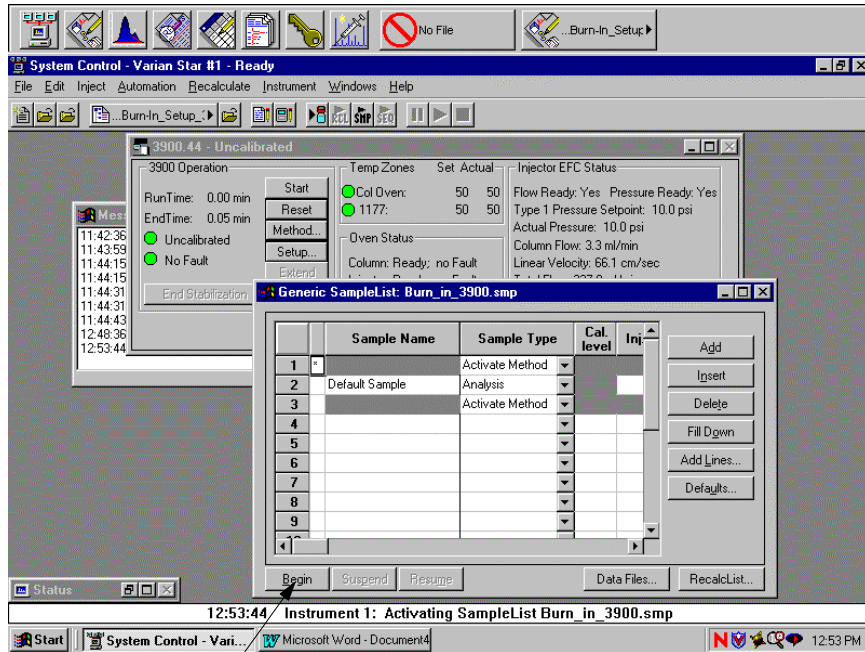 No File
...Burn-In_Setup
System Control - Varian Star #1 - Ready
File Edit Inject Automation Recalculate Instrument Windows Help
...Burn-In_Setup_
RCL SMP SEQ
3900.44 - Uncalibrated
3900 Operation
RunTime: 0.00 min
EndTime: 0.05 min
Uncalibrated
No Fault
End Stabilization
Start
Reset
Method...
Setup...
Extend
Temp Zones Set Actual
Col Oven: 50 50
1177: 50 50
Oven Status
Column: Ready; no Fault
Injector EFC Status
Flow Ready: Yes Pressure Ready: Yes
Type 1 Pressure Setpoint: 10.0 psi
Actual Pressure: 10.0 psi
Column Flow: 3.3 ml/min
Linear Velocity: 66.1 cm/sec
Mes
11:42:36
11:43:59
11:44:15
11:44:15
11:44:31
11:44:31
11:44:43
12:48:36
12:53:44
Generic SampleList: Burn_in_3900.smp
Sample Name Sample Type Cal. level Inj.
1 * Activate Method
2 Default Sample Analysis
3 Activate Method
4
5
6
7
8
9
Add
Insert
Delete
Fill Down
Add Lines...
Defaults...
Begin Suspend Resume Data Files... RecalcList...
Status
12:53:44 Instrument 1: Activating SampleList Burn_in_3900.smp
Start System Control - Vari... Microsoft Word - Document4 12:53 PM